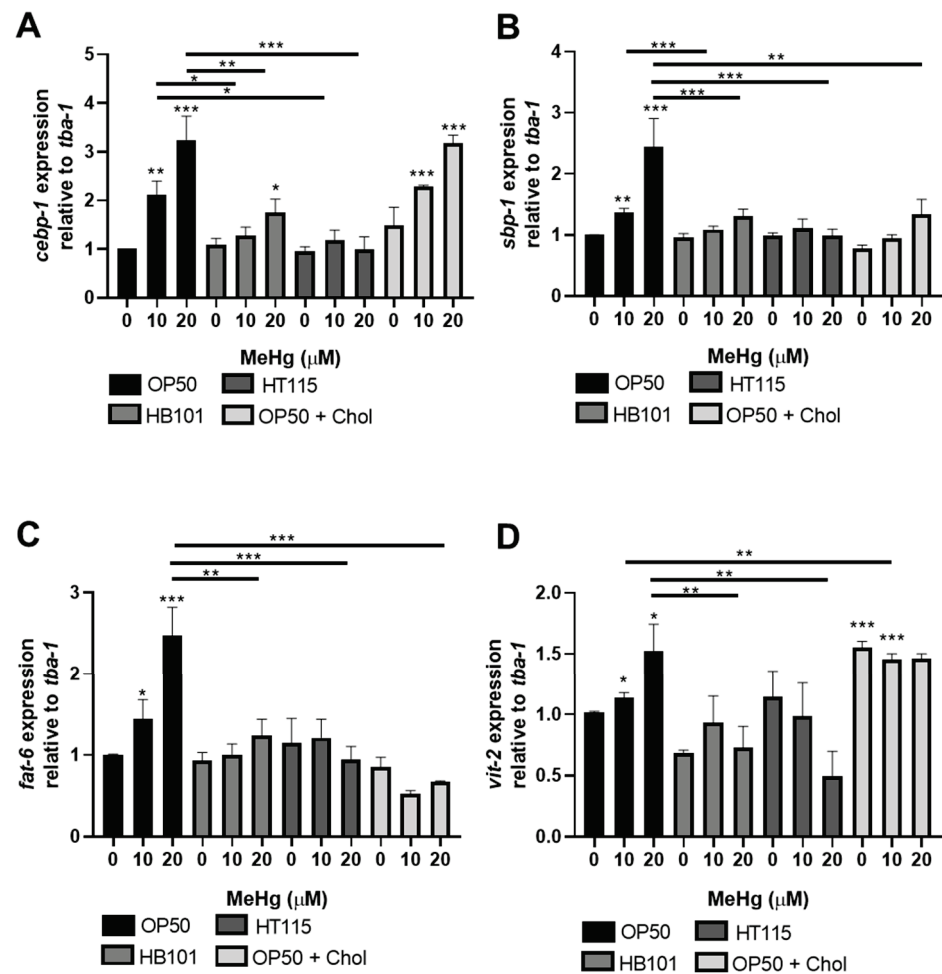 A
cebp-1 expression
relative to tba-1
5
4
3
2
1
0
***
**
*
*
**
***
*
***
***
0 10 20 0 10 20 0 10 20 0 10 20
MeHg (μM)
OP50
HT115
HB101
OP50 + Chol
B
sbp-1 expression
relative to tba-1
4
3
2
1
0
***
**
***
***
**
***
0 10 20 0 10 20 0 10 20 0 10 20
MeHg (μM)
OP50
HT115
HB101
OP50 + Chol
C
fat-6 expression
relative to tba-1
3
2
1
0
***
***
**
*
***
0 10 20 0 10 20 0 10 20 0 10 20
MeHg (μM)
OP50
HT115
HB101
OP50 + Chol
D
vit-2 expression
relative to tba-1
2.0
1.5
1.0
0.5
0.0
**
**
**
*
*
***
***
0 10 20 0 10 20 0 10 20 0 10 20
MeHg (μM)
OP50
HT115
HB101
OP50 + Chol